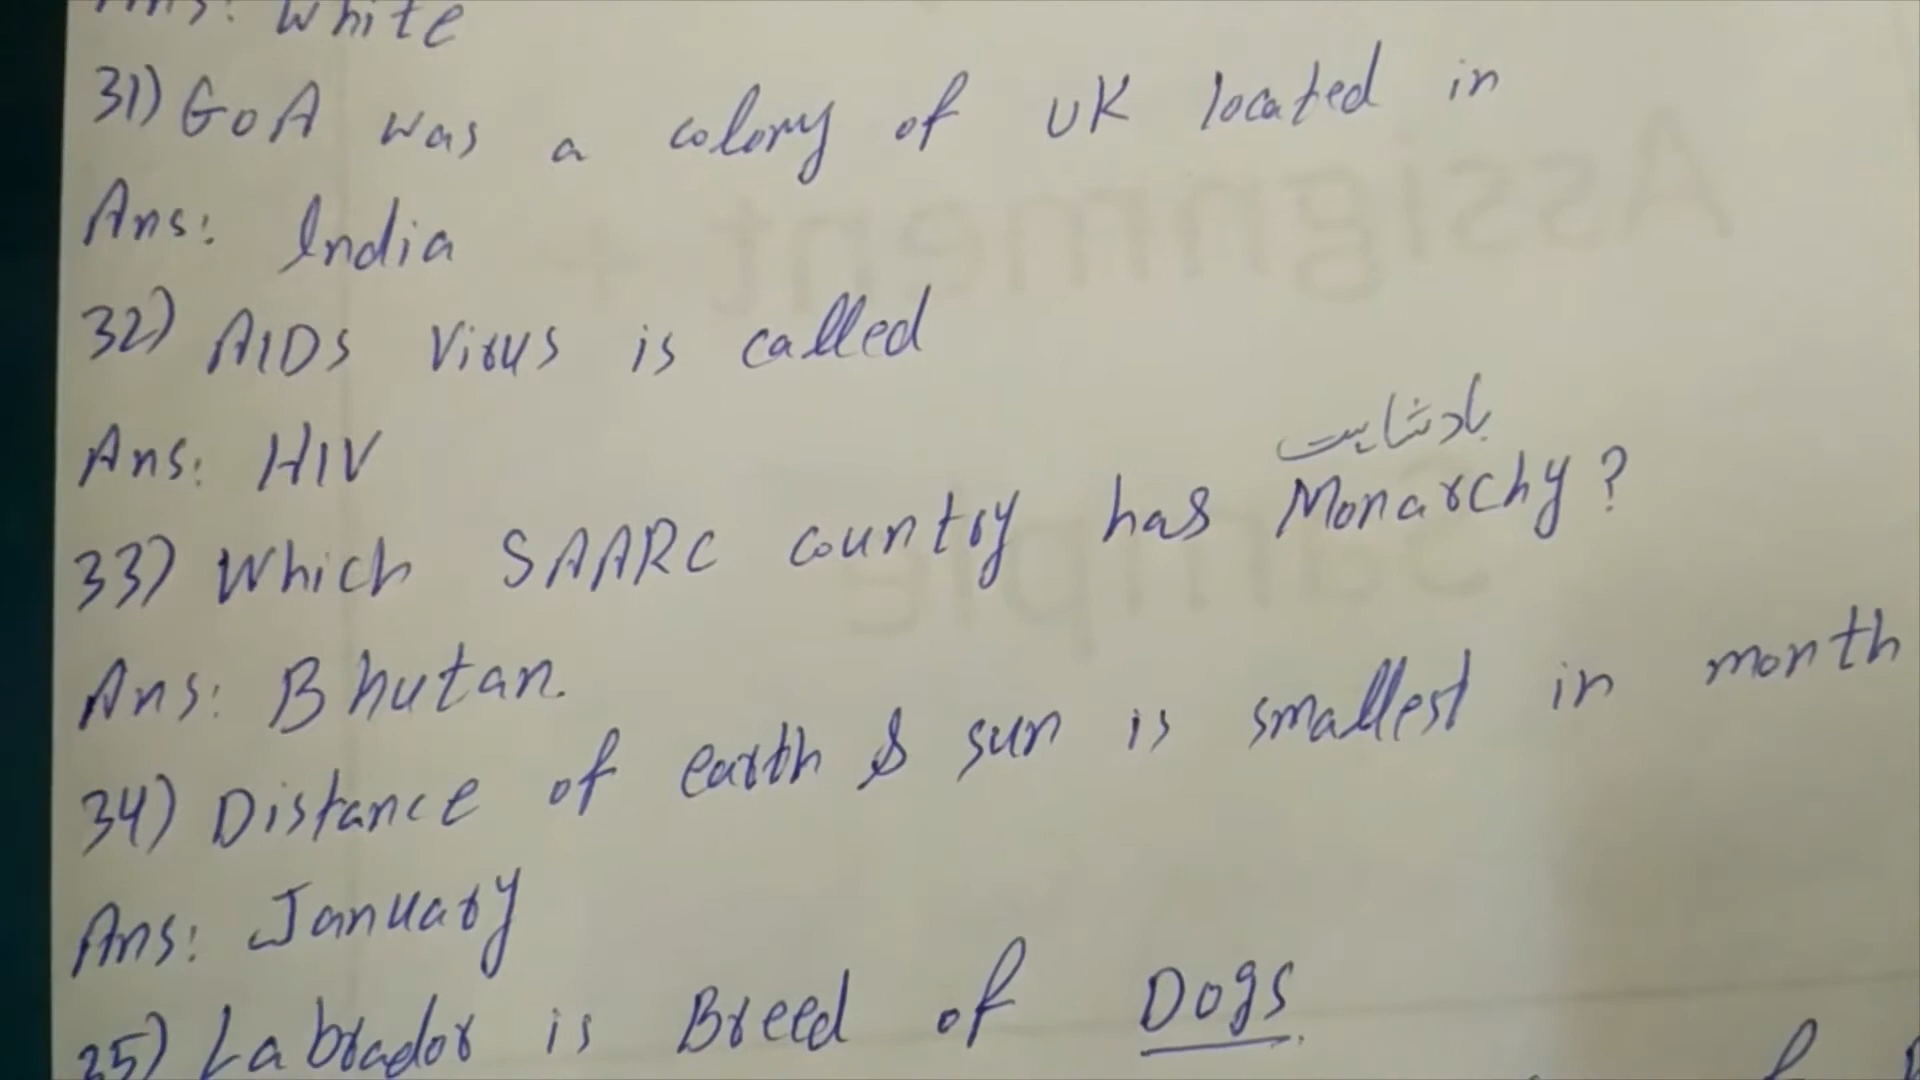 Ans: White
31) GOA was a colony of UK located in
Ans: India
32) AIDS Virus is called
Ans: HIV
بادشاہت
33) Which SAARC country has Monarchy?
Ans: Bhutan.
34) Distance of earth & sun is smallest in month
Ans: January
35) Labrador is Breed of Dogs.
Assignment +
Sample